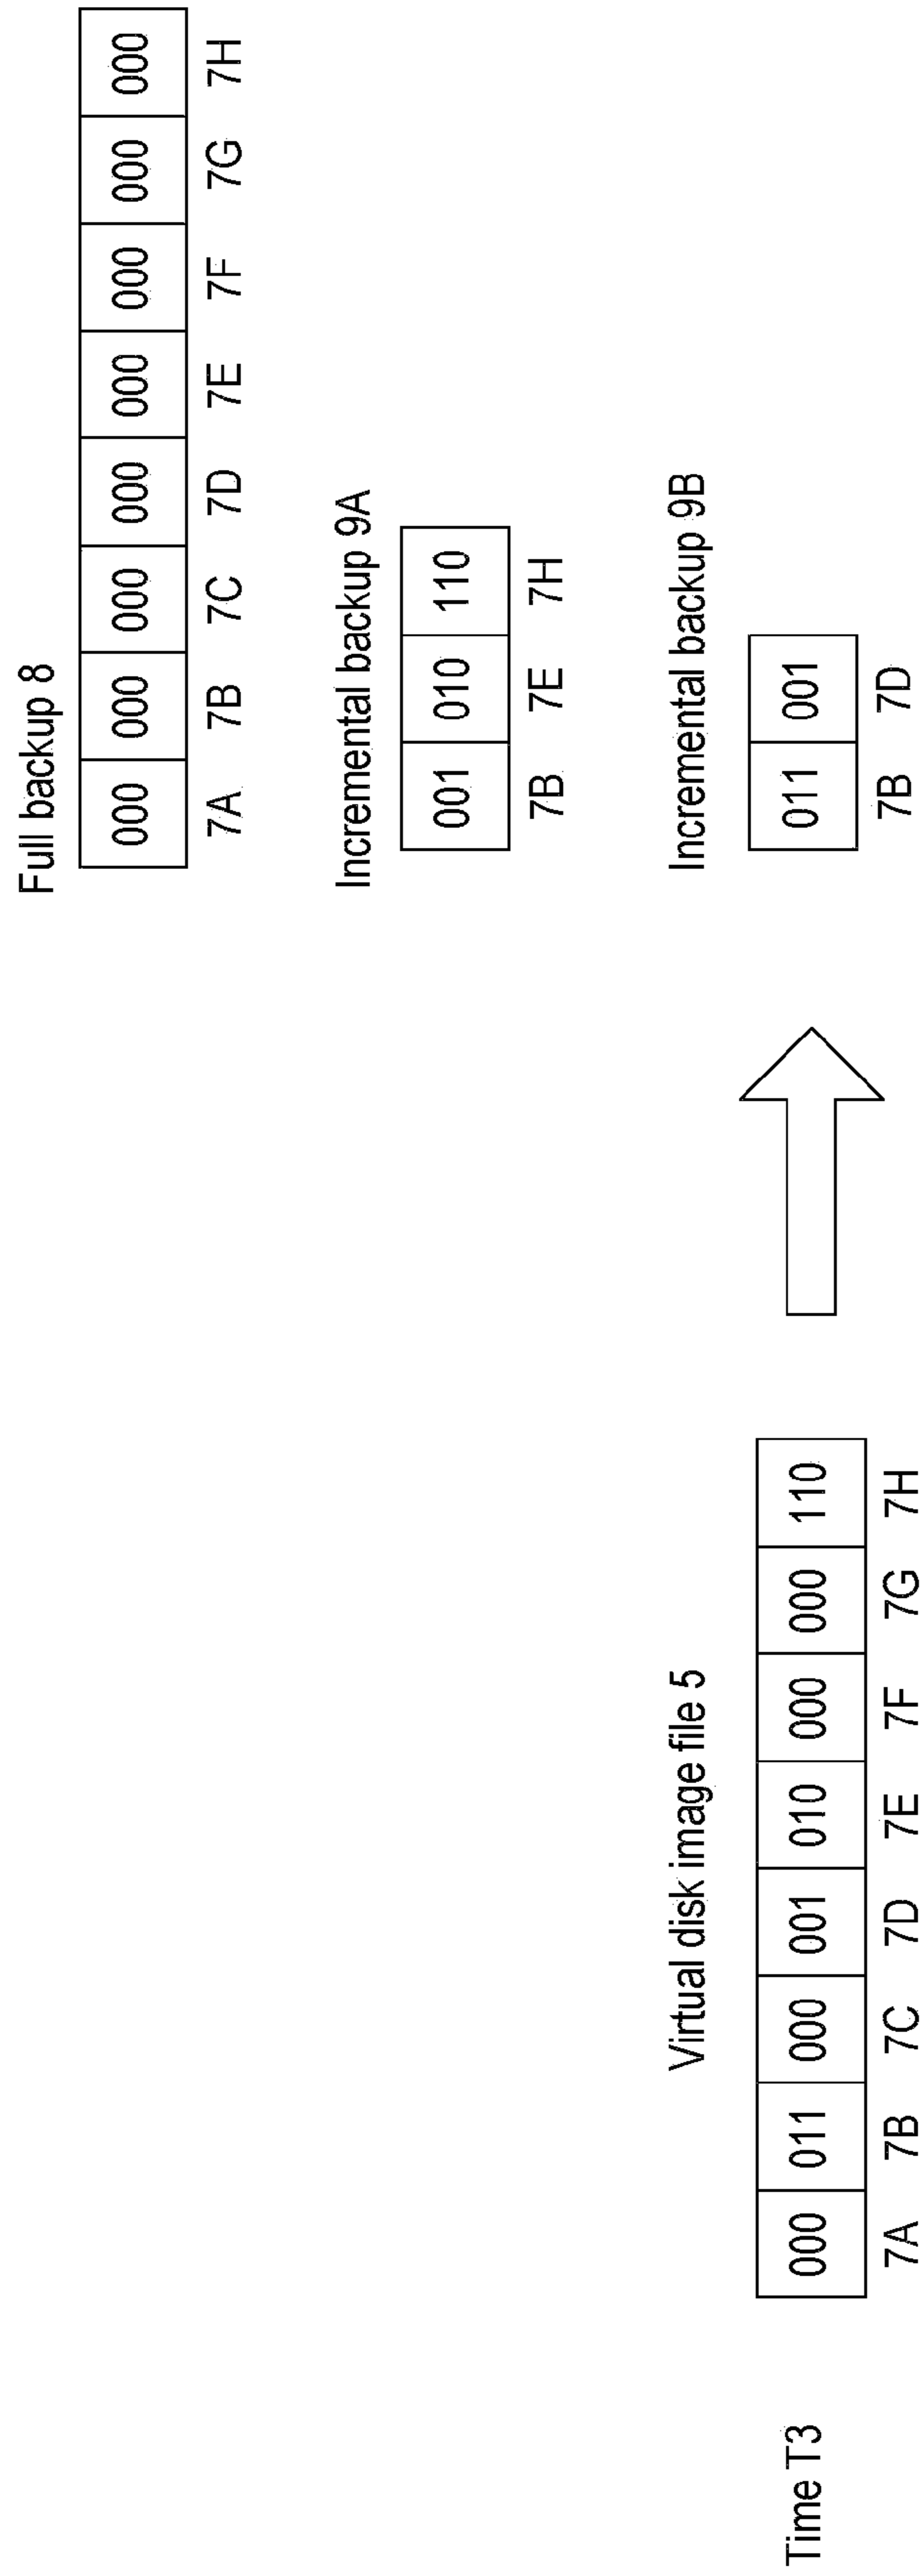 Full backup 8
000 000 000 000 000 000 000 000
7A 7B 7C 7D 7E 7F 7G 7H
Incremental backup 9A
001 010 110
7B 7E 7H
Virtual disk image file 5
Incremental backup 9B
Time T3
000 011 000 001 010 000 000 110
7A 7B 7C 7D 7E 7F 7G 7H
011 001
7B 7D